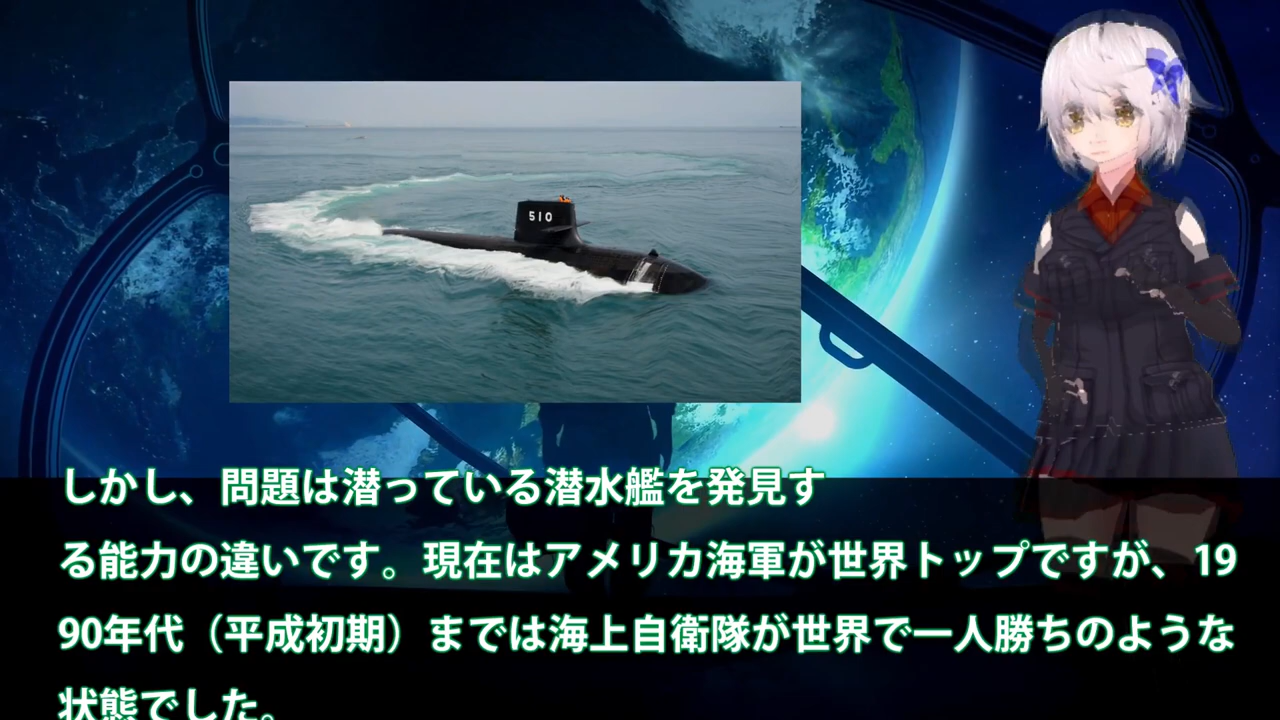 510
しかし、問題は潜っている潜水艦を発見す
る能力の違いです。現在はアメリカ海軍が世界トップですが、19
90年代（平成初期）までは海上自衛隊が世界で一人勝ちのような
状態でした。